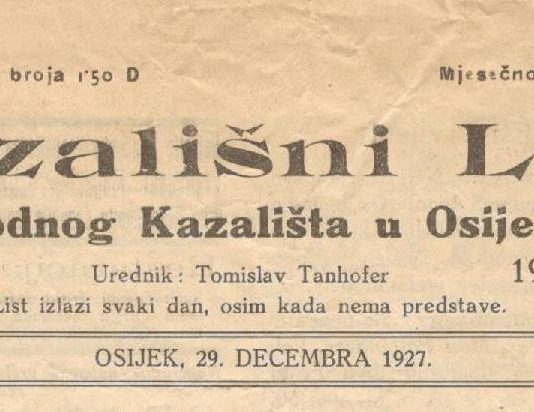 broja 1·50 D
Mjesečno
zališni L
odnog Kazališta u Osije
Urednik: Tomislav Tanhofer
19
List izlazi svaki dan, osim kada nema predstave.
OSIJEK, 29. DECEMBRA 1927.